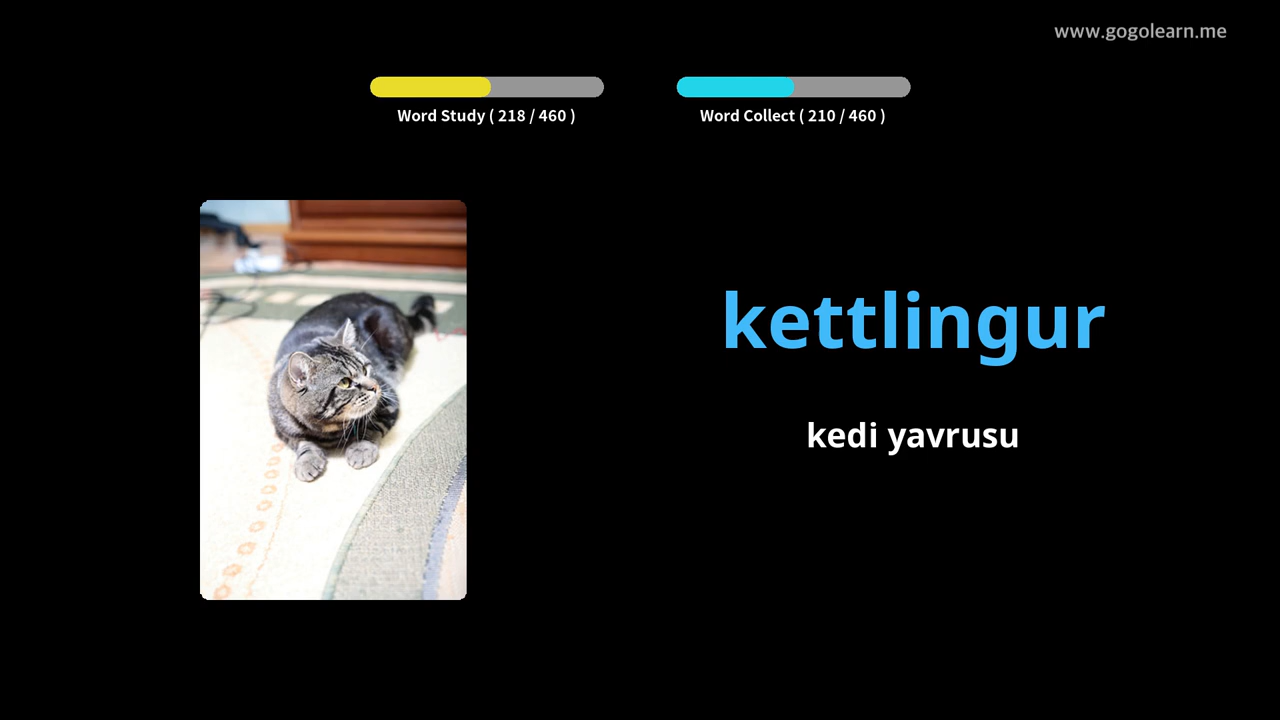 www.gogolearn.me
Word Study ( 218 / 460 )
Word Collect ( 210 / 460 )
kettlingur
kedi yavrusu